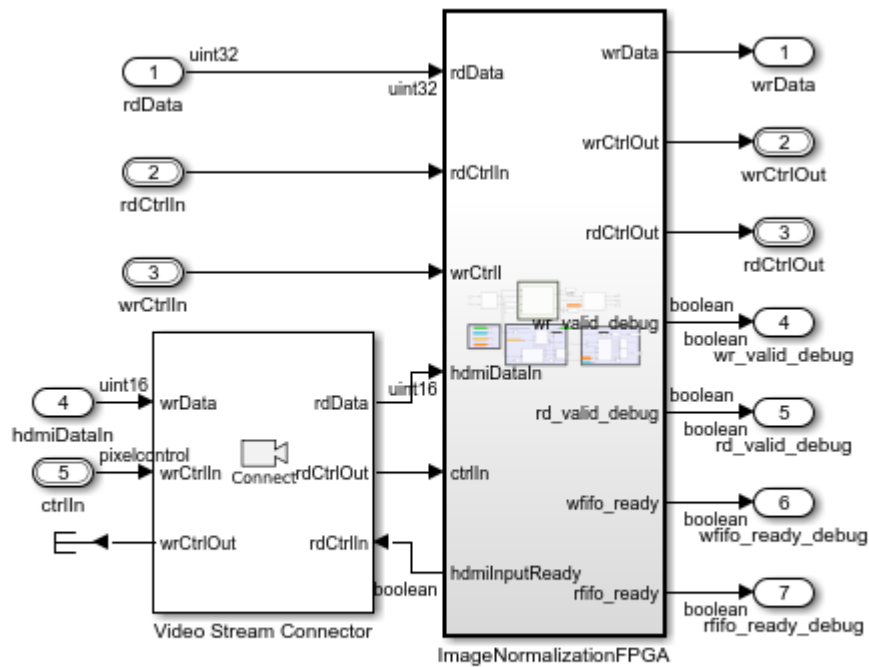 1
rdData
uint32
uint32
rdData
wrData
1
wrData
2
rdCtrlIn
rdCtrlIn
wrCtrlOut
2
wrCtrlOut
3
wrCtrlIn
wrCtrlI
rdCtrlOut
3
rdCtrlOut
wr_valid_debug
boolean
boolean
4
wr_valid_debug
4
hdmiDataIn
uint16
wrData
rdData
uint16
hdmiDataIn
rd_valid_debug
boolean
boolean
5
rd_valid_debug
5
ctrlIn
pixelcontrol
wrCtrlIn
Connect
rdCtrlOut
ctrlIn
wfifo_ready
boolean
6
wfifo_ready_debug
wrCtrlOut
rdCtrlIn
boolean
hdmiInputReady
rfifo_ready
boolean
7
rfifo_ready_debug
Video Stream Connector
ImageNormalizationFPGA